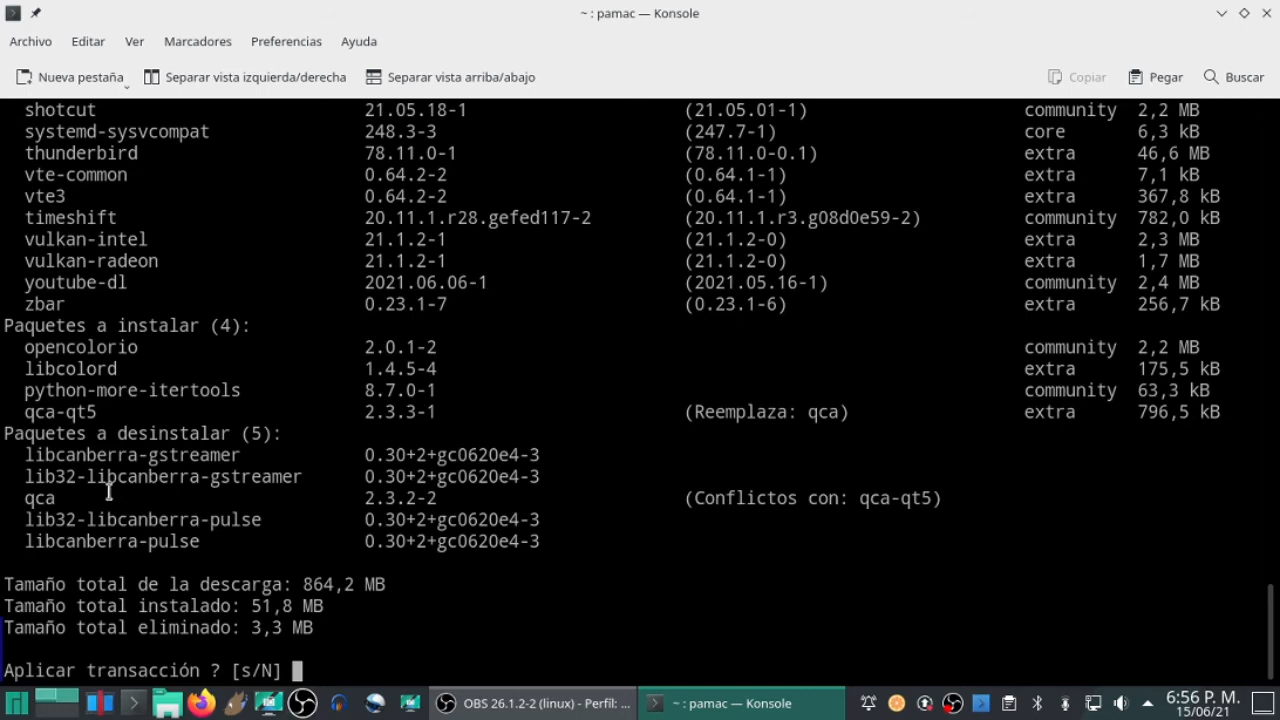 ~ : pamac — Konsole
Archivo Editar Ver Marcadores Preferencias Ayuda
Nueva pestaña Separar vista izquierda/derecha Separar vista arriba/abajo Copiar Pegar Buscar
shotcut 21.05.18-1 (21.05.01-1) community 2,2 MB
systemd-sysvcompat 248.3-3 (247.7-1) core 6,3 kB
thunderbird 78.11.0-1 (78.11.0-0.1) extra 46,6 MB
vte-common 0.64.2-2 (0.64.1-1) extra 7,1 kB
vte3 0.64.2-2 (0.64.1-1) extra 367,8 kB
timeshift 20.11.1.r28.gefed117-2 (20.11.1.r3.g08d0e59-2) community 782,0 kB
vulkan-intel 21.1.2-1 (21.1.2-0) extra 2,3 MB
vulkan-radeon 21.1.2-1 (21.1.2-0) extra 1,7 MB
youtube-dl 2021.06.06-1 (2021.05.16-1) community 2,4 MB
zbar 0.23.1-7 (0.23.1-6) extra 256,7 kB
Paquetes a instalar (4):
opencolorio 2.0.1-2 community 2,2 MB
libcolord 1.4.5-4 extra 175,5 kB
python-more-itertools 8.7.0-1 community 63,3 kB
qca-qt5 2.3.3-1 (Reemplaza: qca) extra 796,5 kB
Paquetes a desinstalar (5):
libcanberra-gstreamer 0.30+2+gc0620e4-3
lib32-libcanberra-gstreamer 0.30+2+gc0620e4-3
qca 2.3.2-2 (Conflictos con: qca-qt5)
lib32-libcanberra-pulse 0.30+2+gc0620e4-3
libcanberra-pulse 0.30+2+gc0620e4-3
Tamaño total de la descarga: 864,2 MB
Tamaño total instalado: 51,8 MB
Tamaño total eliminado: 3,3 MB
Aplicar transacción ? [s/N]
OBS 26.1.2-2 (linux) - Perfil: ... ~ : pamac — Konsole 6:56 P. M.
15/06/21